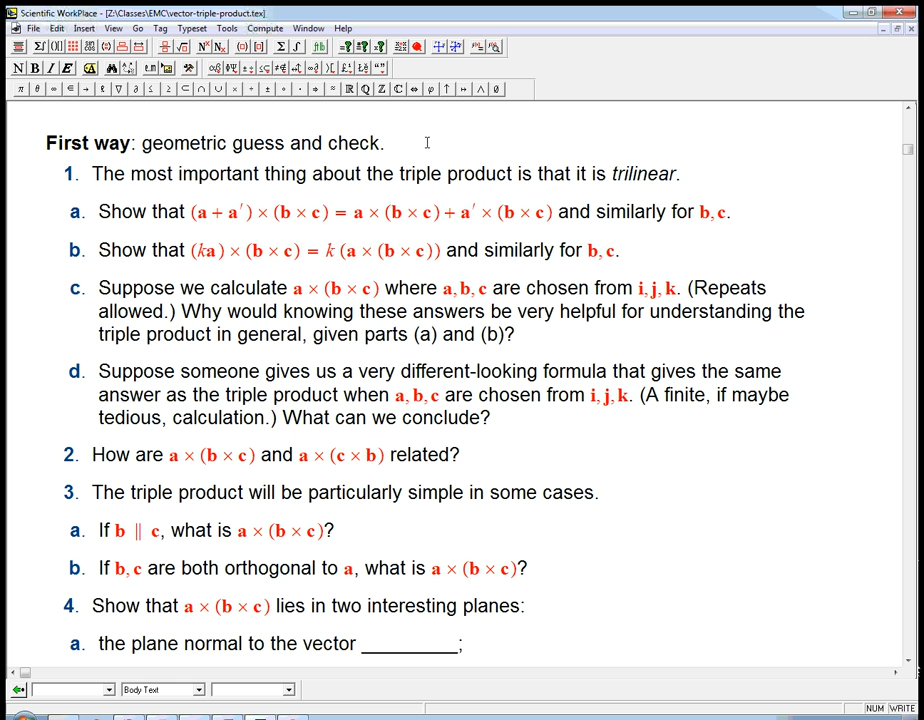 Scientific WorkPlace - [Z:\Classes\EMC\vector-triple-product.tex]
File Edit Insert View Go Tag Typeset Tools Compute Window Help
First way: geometric guess and check.
1. The most important thing about the triple product is that it is trilinear.
a. Show that (a + a′) × (b × c) = a × (b × c) + a′ × (b × c) and similarly for b, c.
b. Show that (ka) × (b × c) = k (a × (b × c)) and similarly for b, c.
c. Suppose we calculate a × (b × c) where a, b, c are chosen from i, j, k. (Repeats
allowed.) Why would knowing these answers be very helpful for understanding the
triple product in general, given parts (a) and (b)?
d. Suppose someone gives us a very different-looking formula that gives the same
answer as the triple product when a, b, c are chosen from i, j, k. (A finite, if maybe
tedious, calculation.) What can we conclude?
2. How are a × (b × c) and a × (c × b) related?
3. The triple product will be particularly simple in some cases.
a. If b ∥ c, what is a × (b × c)?
b. If b, c are both orthogonal to a, what is a × (b × c)?
4. Show that a × (b × c) lies in two interesting planes:
a. the plane normal to the vector _________;
Body Text
NUM WRITE